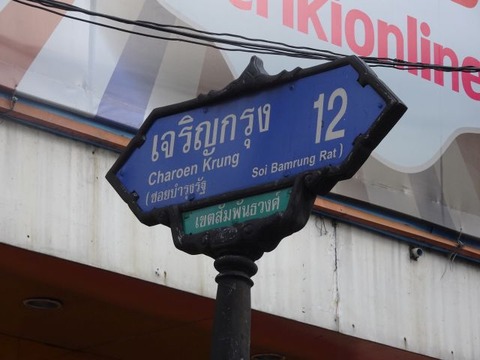 erikionline
เจริญกรุง 12
Charoen Krung
(ซอยบำรุงรัฐ Soi Bamrung Rat)
เขตสัมพันธวงศ์